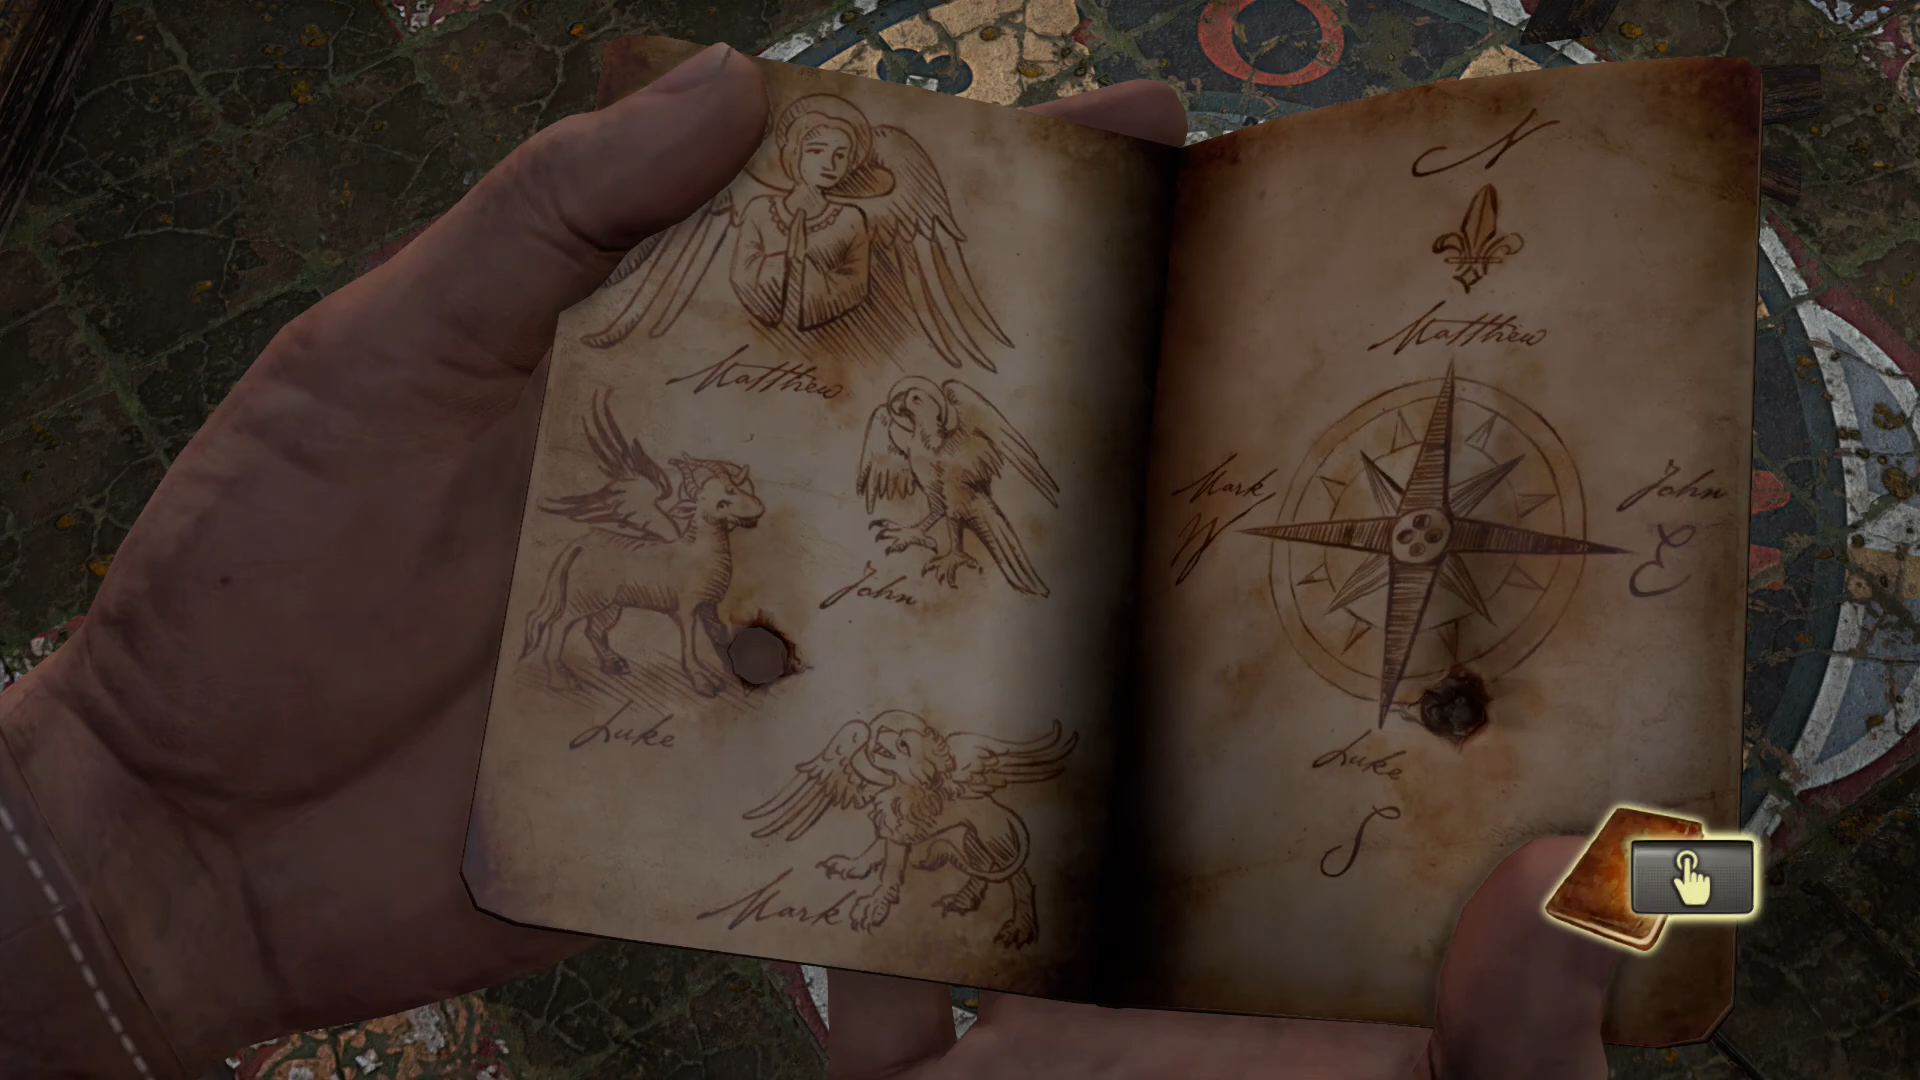 Matthew
John
Luke
Mark
N
Matthew
Mark
W
John
E
Luke
S